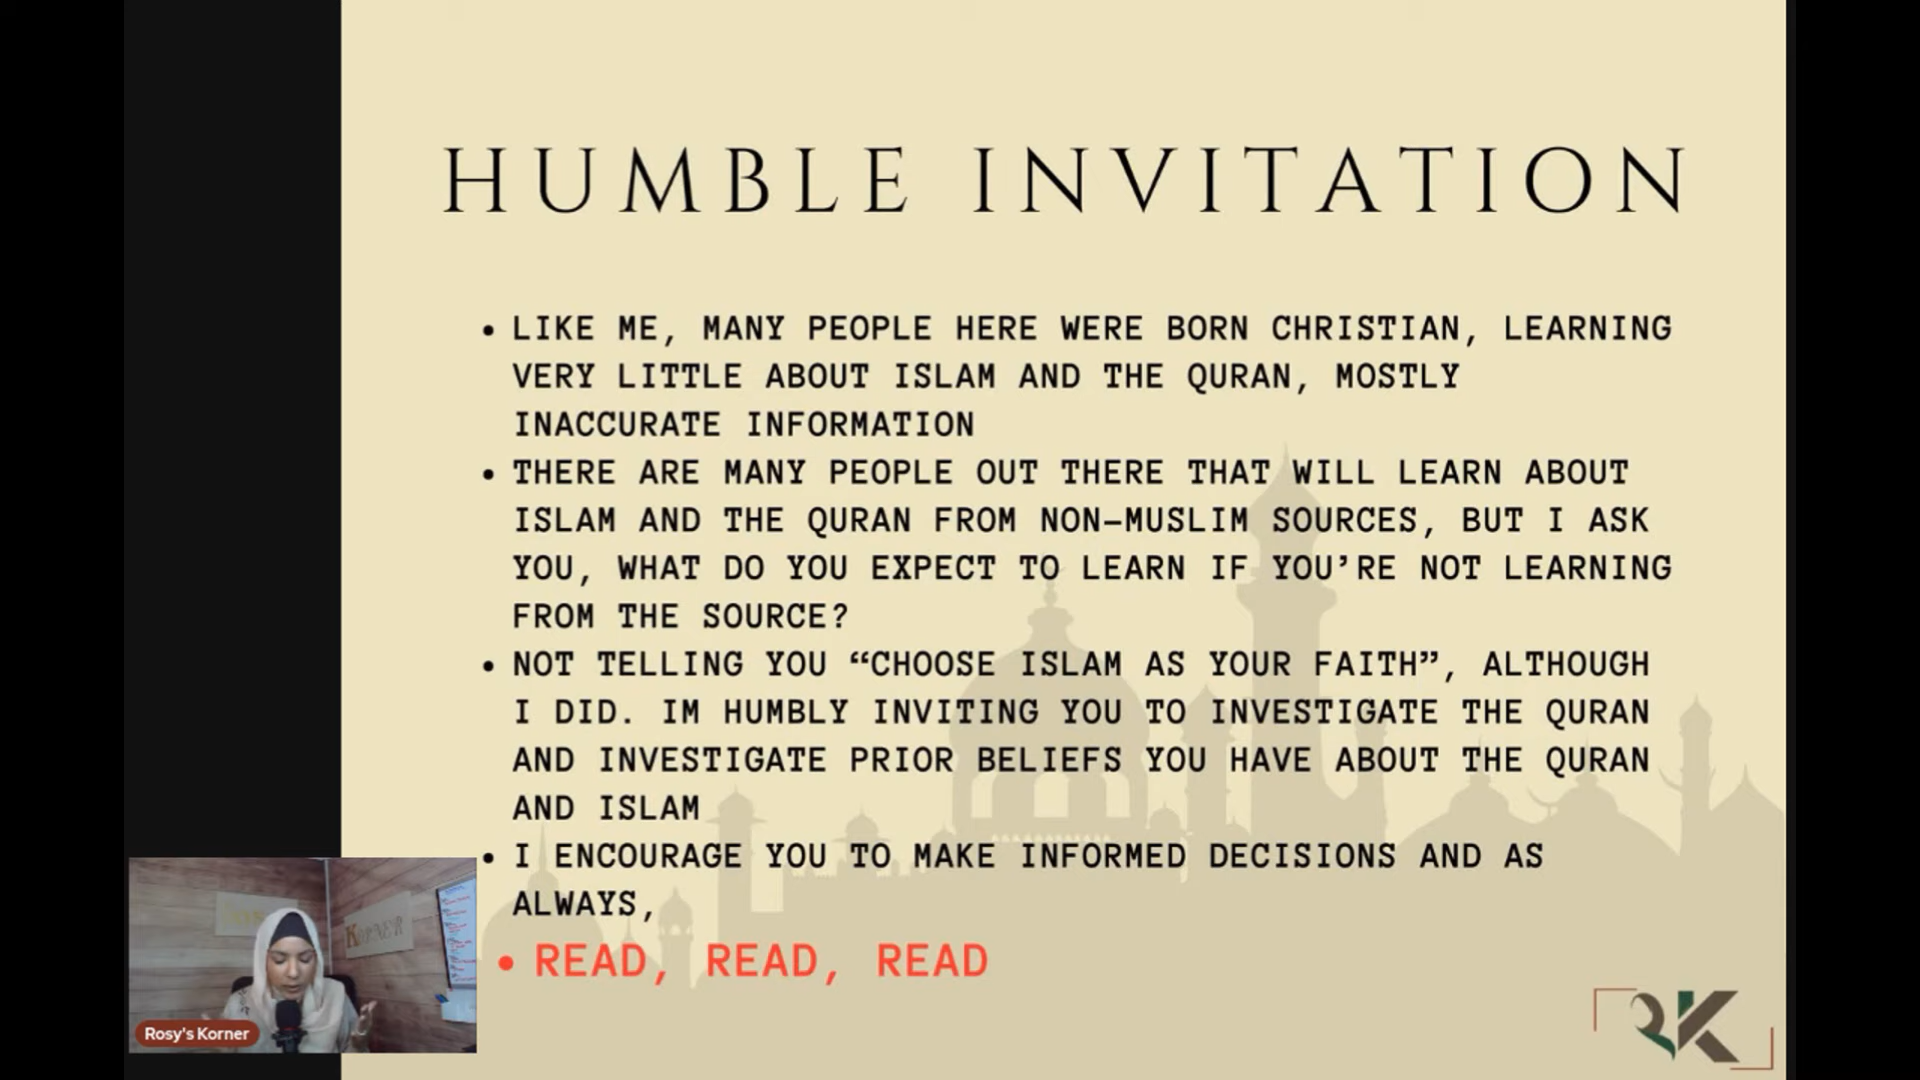 HUMBLE INVITATION
• LIKE ME, MANY PEOPLE HERE WERE BORN CHRISTIAN, LEARNING
VERY LITTLE ABOUT ISLAM AND THE QURAN, MOSTLY
INACCURATE INFORMATION
• THERE ARE MANY PEOPLE OUT THERE THAT WILL LEARN ABOUT
ISLAM AND THE QURAN FROM NON-MUSLIM SOURCES, BUT I ASK
YOU, WHAT DO YOU EXPECT TO LEARN IF YOU’RE NOT LEARNING
FROM THE SOURCE?
• NOT TELLING YOU “CHOOSE ISLAM AS YOUR FAITH”, ALTHOUGH
I DID. IM HUMBLY INVITING YOU TO INVESTIGATE THE QURAN
AND INVESTIGATE PRIOR BELIEFS YOU HAVE ABOUT THE QURAN
AND ISLAM
• I ENCOURAGE YOU TO MAKE INFORMED DECISIONS AND AS
ALWAYS,
• READ, READ, READ
KORNER
Rosy's Korner
RK